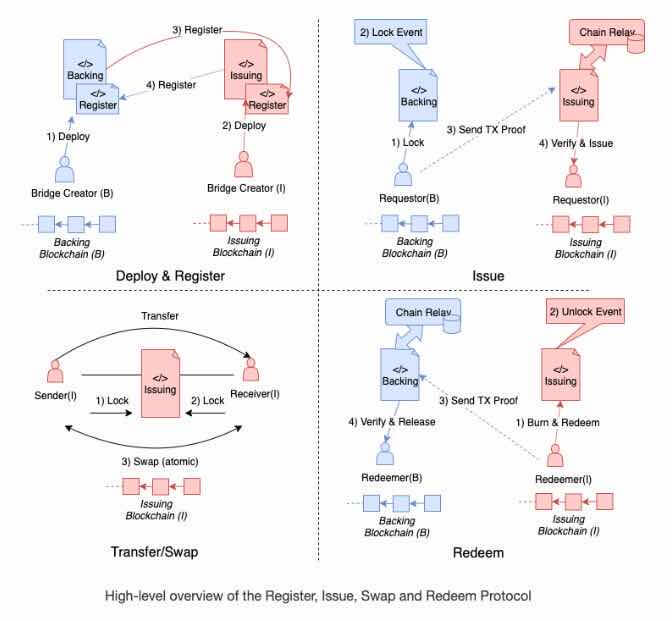 3) Register
</>
Backing
</>
Register
4) Register
</>
Issuing
</>
Register
1) Deploy
2) Deploy
Bridge Creator (B)
Bridge Creator (I)
Backing
Blockchain (B)
Issuing
Blockchain (I)
Deploy & Register
2) Lock Event
Chain Relay
</>
Backing
</>
Issuing
1) Lock
3) Send TX Proof
4) Verify & Issue
Requestor(B)
Requestor(I)
Backing
Blockchain (B)
Issuing
Blockchain (I)
Issue
Transfer
</>
Issuing
Sender(I)
Receiver(I)
1) Lock
2) Lock
3) Swap (atomic)
Issuing
Blockchain (I)
Transfer/Swap
Chain Relay
2) Unlock Event
</>
Backing
</>
Issuing
3) Send TX Proof
4) Verify & Release
1) Burn & Redeem
Redeemer(B)
Redeemer(I)
Backing
Blockchain (B)
Issuing
Blockchain (I)
Redeem
High-level overview of the Register, Issue, Swap and Redeem Protocol